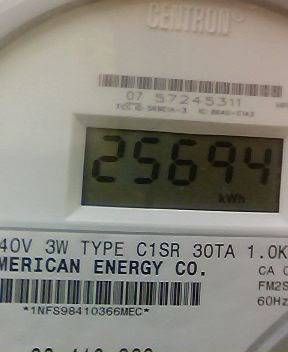 CENTRON
07 57245311
25694
kWh
40V 3W TYPE C1SR 30TA 1.0K
MERICAN ENERGY CO.
CA
FM2S
60Hz
*1NFS98410366MEC*